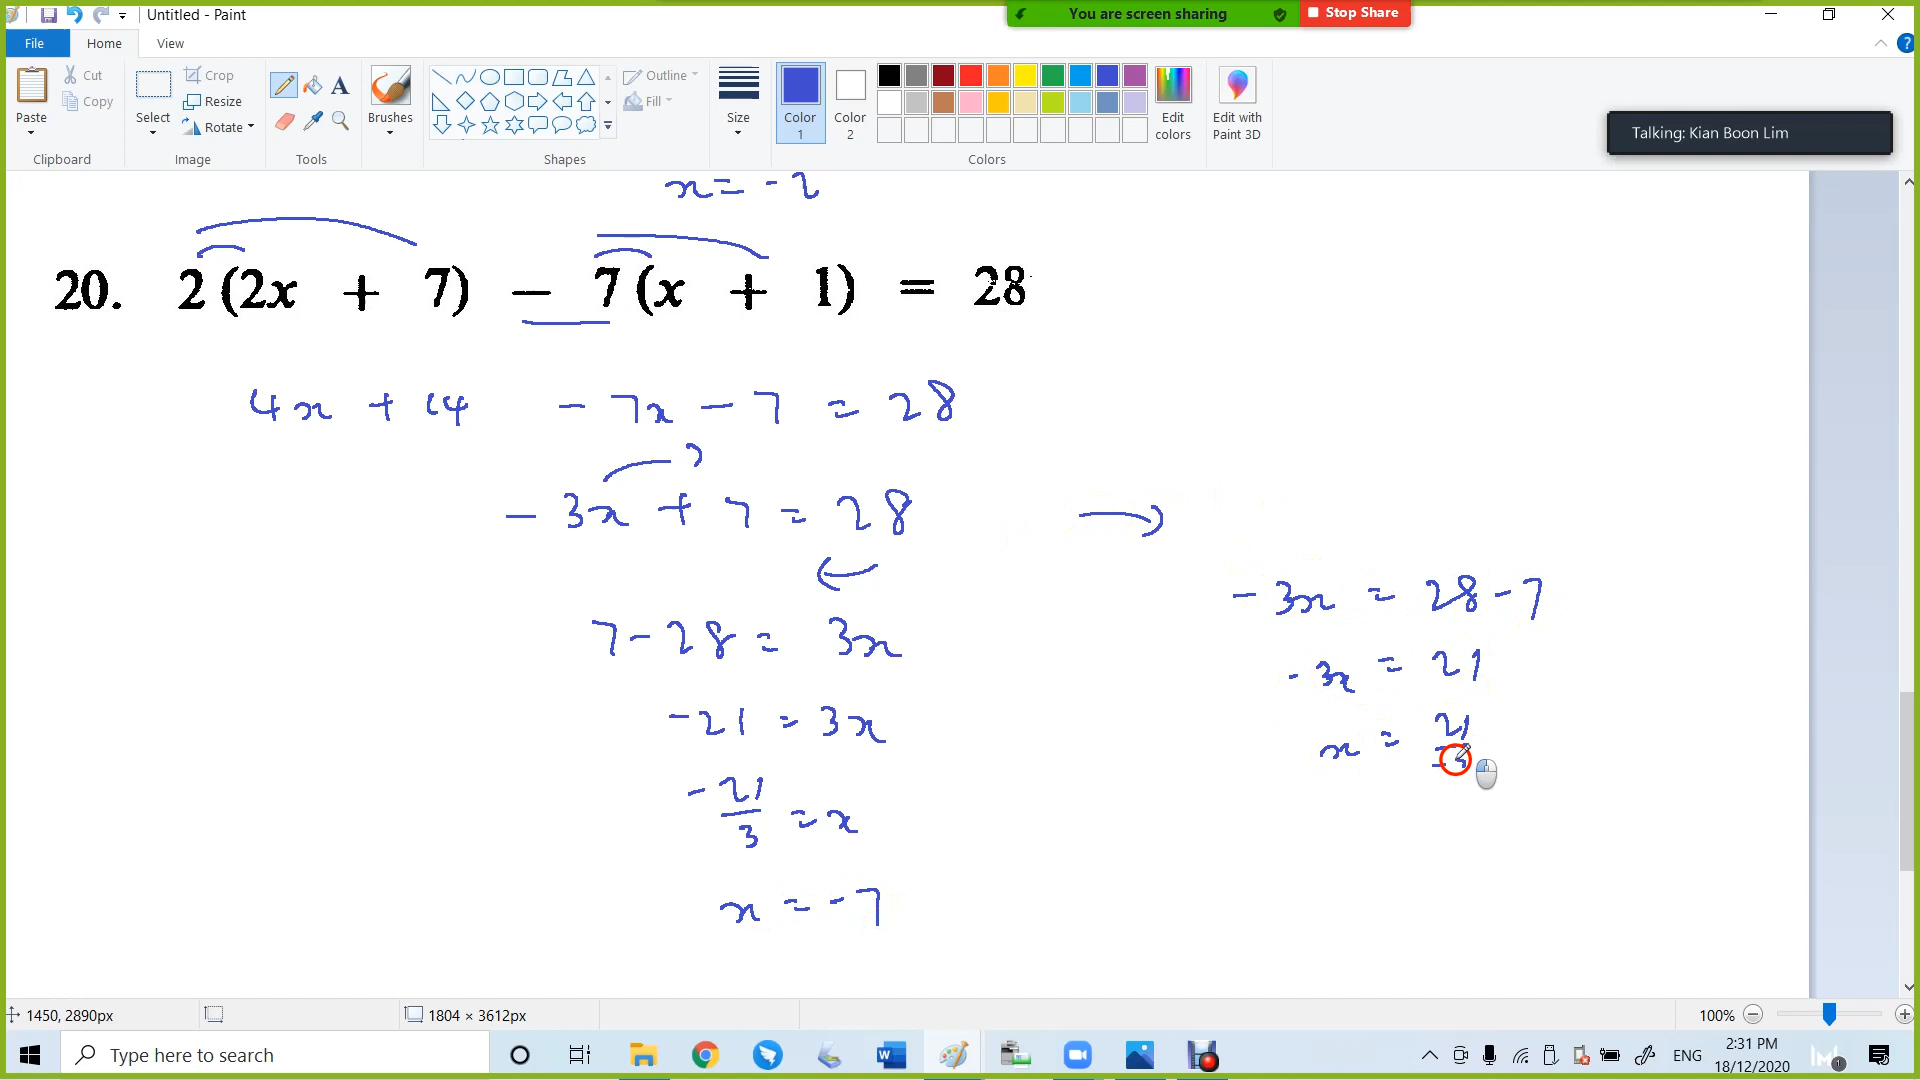 Untitled - Paint
You are screen sharing
Stop Share
File Home View
Cut
Copy
Paste
Clipboard
Crop
Resize
Rotate
Select
Image
A
Tools
Brushes
Outline
Fill
Shapes
Size
Color 1
Color 2
Colors
Edit colors
Edit with Paint 3D
Talking: Kian Boon Lim
x = -2
20. 2(2x + 7) - 7(x + 1) = 28
4x + 14 - 7x - 7 = 28
-3x + 7 = 28
7 - 28 = 3x
-21 = 3x
-21/3 = x
x = -7
-3x = 28 - 7
-3x = 21
x = 21/-3
1450, 2890px
1804 × 3612px
100%
Type here to search
ENG
2:31 PM
18/12/2020
1